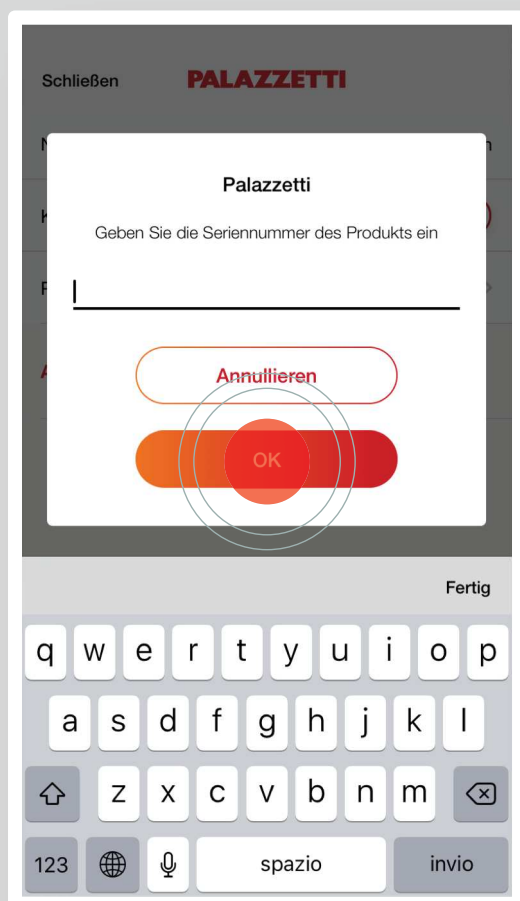 Schließen PALAZZETTI
N n
K
P
A
Palazzetti
Geben Sie die Seriennummer des Produkts ein
Annullieren
OK
Fertig
q w e r t y u i o p
a s d f g h j k l
z x c v b n m
123 spazio invio